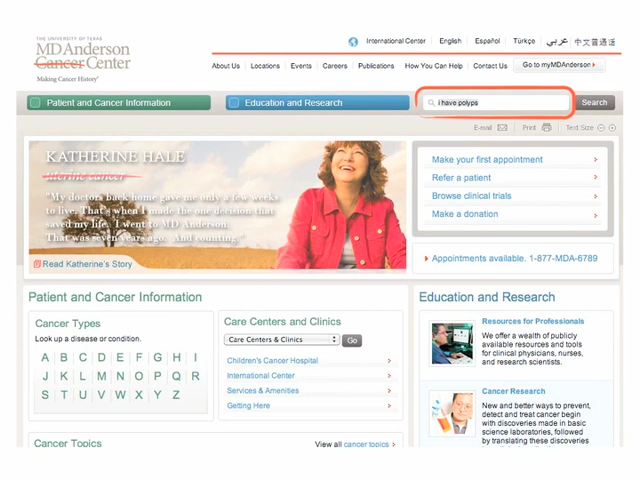 THE UNIVERSITY OF TEXAS
MD Anderson
Cancer Center
Making Cancer History®
International Center
English
Español
Türkçe
عربي
中文普通话
About Us
Locations
Events
Careers
Publications
How You Can Help
Contact Us
Go to myMDAnderson
Patient and Cancer Information
Education and Research
i have polyps
Search
E-mail
Print
Text Size
KATHERINE HALE
uterine cancer
"My doctors back home gave me only a few weeks
to live. That's when I made the one decision that
saved my life. I went to MD Anderson.
That was seven years ago. And counting."
Read Katherine's Story
Make your first appointment
Refer a patient
Browse clinical trials
Make a donation
Appointments available. 1-877-MDA-6789
Patient and Cancer Information
Cancer Types
Look up a disease or condition.
A B C D E F G H I
J K L M N O P Q R
S T U V W X Y Z
Care Centers and Clinics
Care Centers & Clinics
Go
Children's Cancer Hospital
International Center
Services & Amenities
Getting Here
Education and Research
Resources for Professionals
We offer a wealth of publicly
available resources and tools
for clinical physicians, nurses,
and research scientists.
Cancer Research
New and better ways to prevent,
detect and treat cancer begin
with discoveries made in basic
science laboratories, followed
by translating these discoveries
Cancer Topics
View all cancer topics